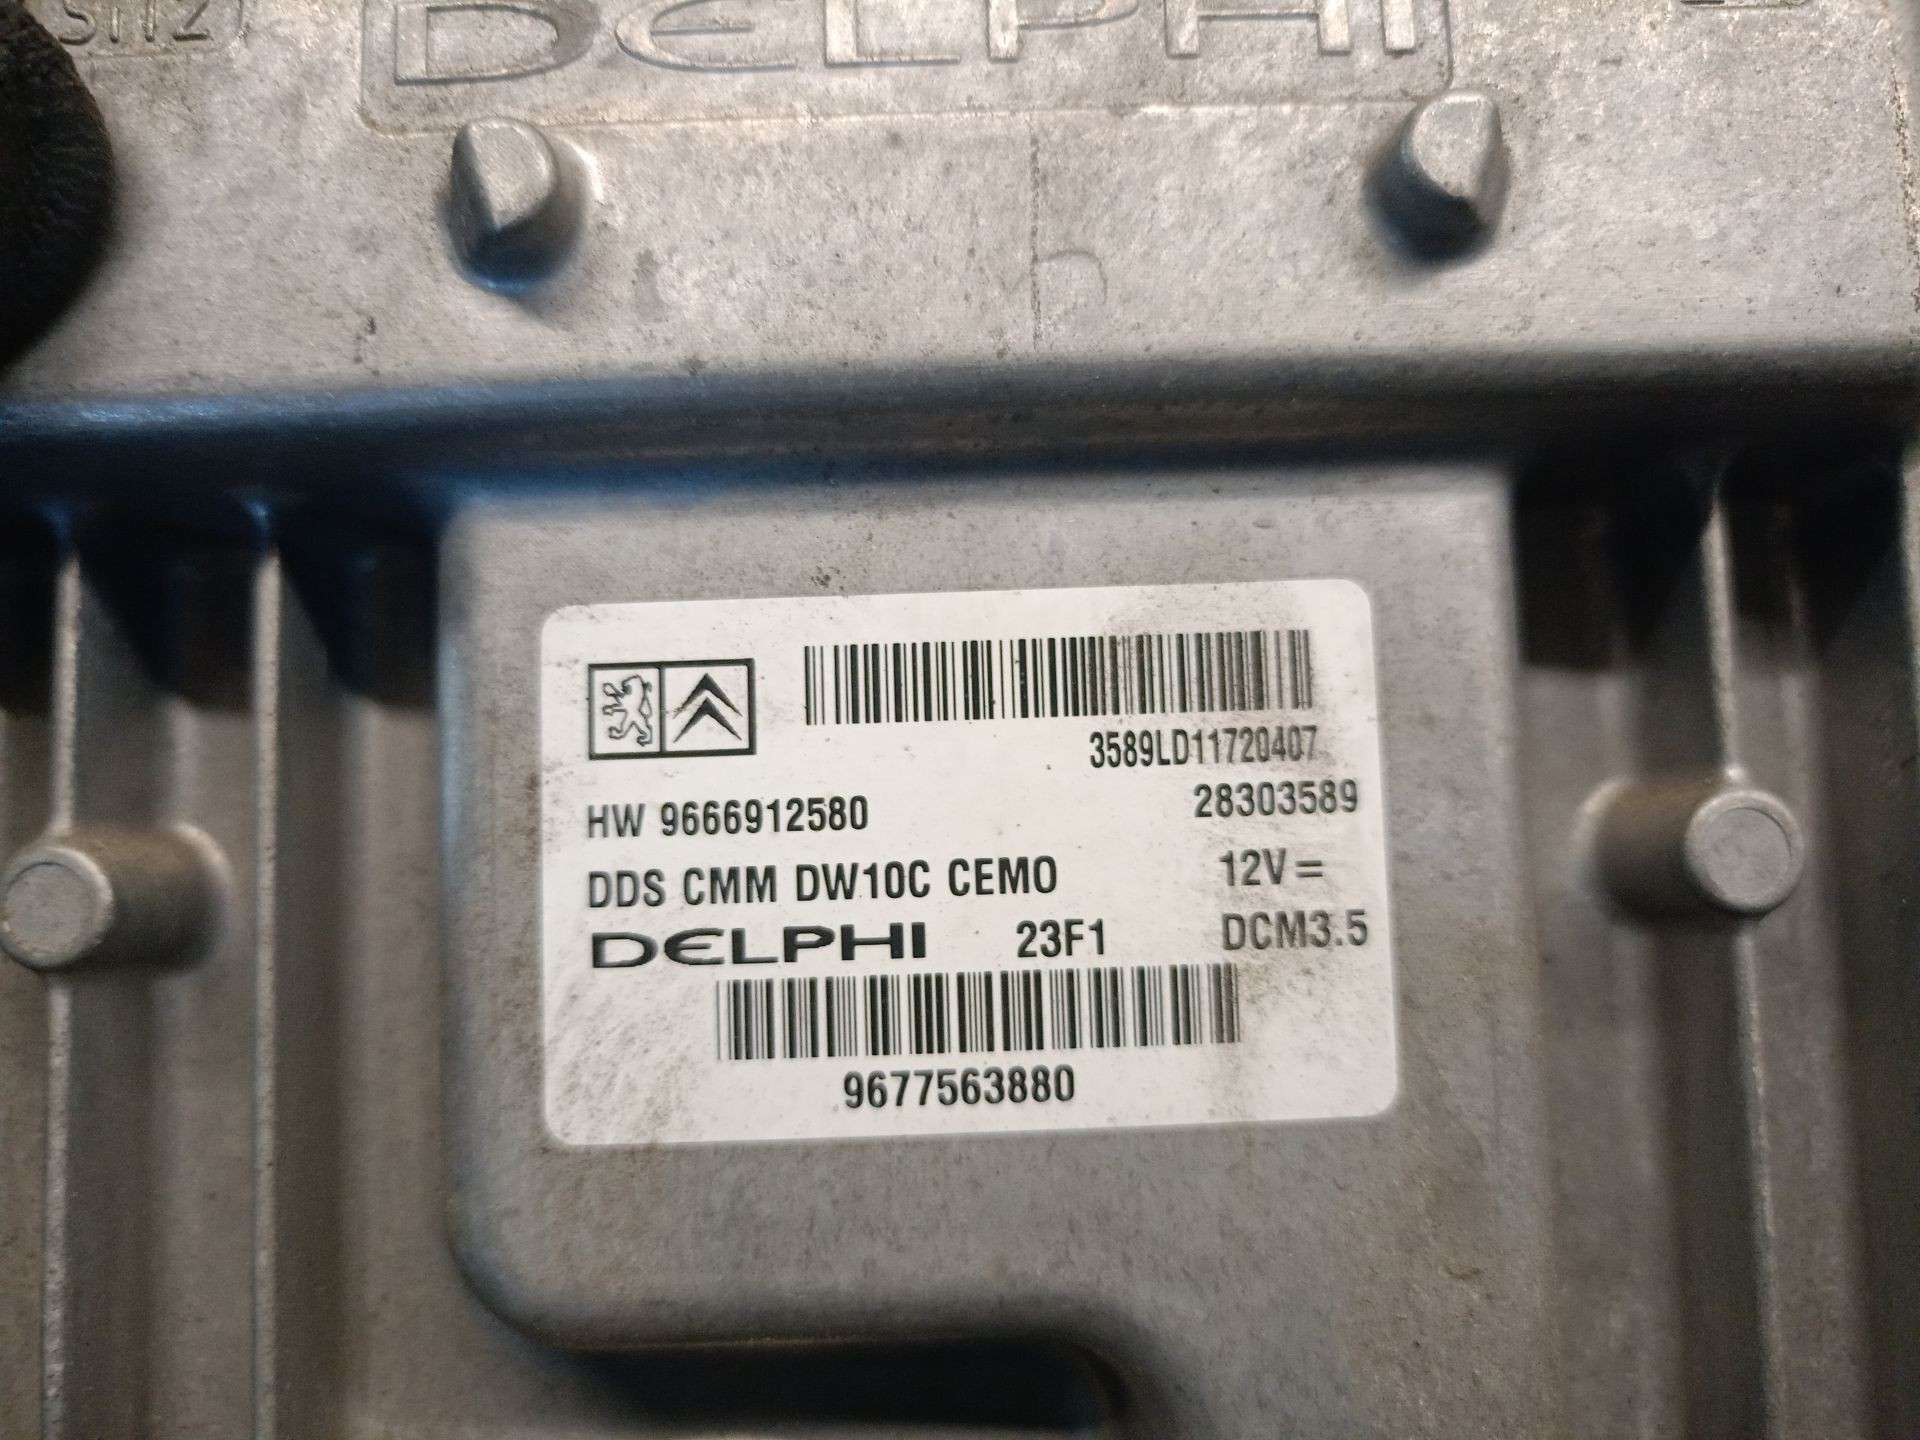 DELPHI
3589LD11720407
HW 9666912580 28303589
DDS CMM DW10C CEMO 12V=
DELPHI 23F1 DCM3.5
9677563880